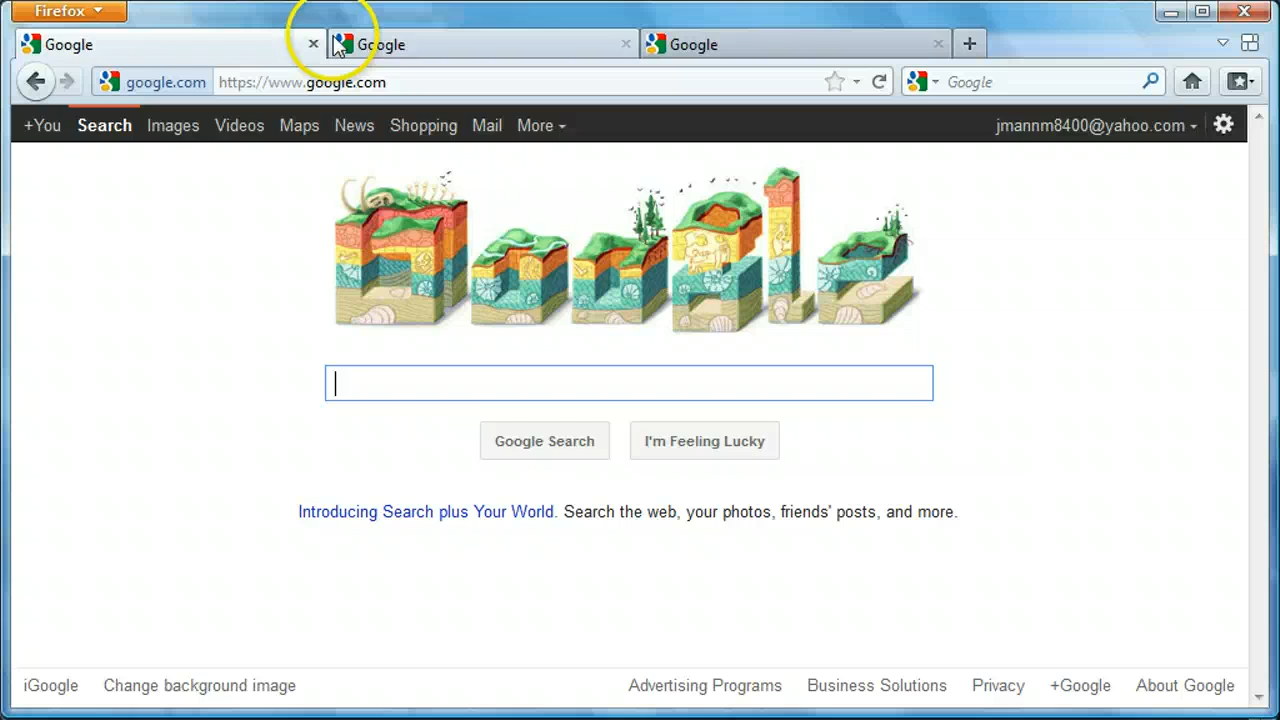 Firefox
Google Google Google
google.com https://www.google.com Google
+You Search Images Videos Maps News Shopping Mail More jmannm8400@yahoo.com
Google Search I'm Feeling Lucky
Introducing Search plus Your World. Search the web, your photos, friends' posts, and more.
iGoogle Change background image Advertising Programs Business Solutions Privacy +Google About Google